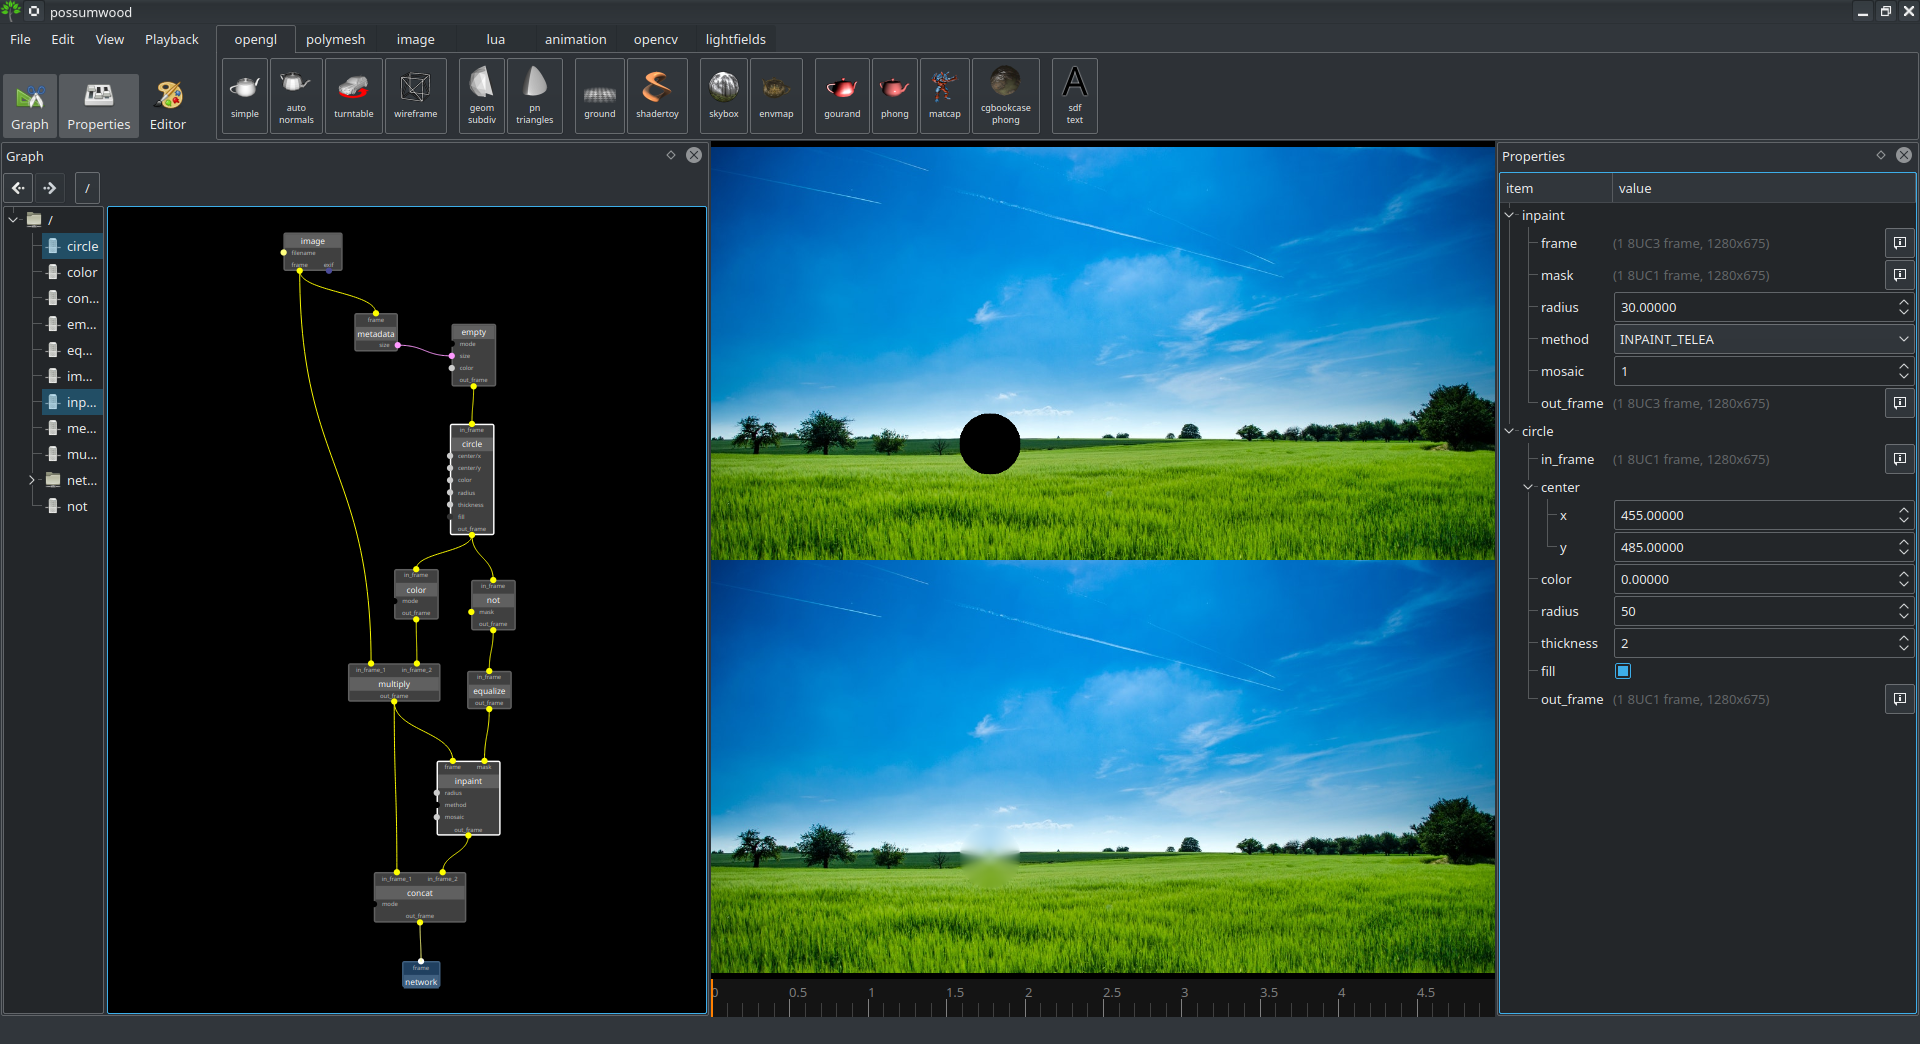 possumwood
File Edit View Playback
opengl polymesh image lua animation opencv lightfields
Graph Properties Editor
simple auto normals turntable wireframe geom subdiv pn triangles ground shadertoy skybox envmap gourand phong matcap cgbookcase phong sdf text
Graph
/
/
circle
color
con...
em...
eq...
im...
inp...
me...
mu...
net...
not
image
filename
frame exif
frame
metadata
size
empty
mode
size
color
out_frame
in_frame
circle
center/x
center/y
color
radius
thickness
fill
out_frame
in_frame
color
mode
out_frame
in_frame
not
mask
out_frame
in_frame_1 in_frame_2
multiply
out_frame
in_frame
equalize
out_frame
frame mask
inpaint
radius
method
mosaic
out_frame
in_frame_1 in_frame_2
concat
mode
out_frame
frame
network
0 0.5 1 1.5 2 2.5 3 3.5 4 4.5
Properties
item value
inpaint
frame (1 8UC3 frame, 1280x675)
mask (1 8UC1 frame, 1280x675)
radius 30.00000
method INPAINT_TELEA
mosaic 1
out_frame (1 8UC3 frame, 1280x675)
circle
in_frame (1 8UC1 frame, 1280x675)
center
x 455.00000
y 485.00000
color 0.00000
radius 50
thickness 2
fill
out_frame (1 8UC1 frame, 1280x675)